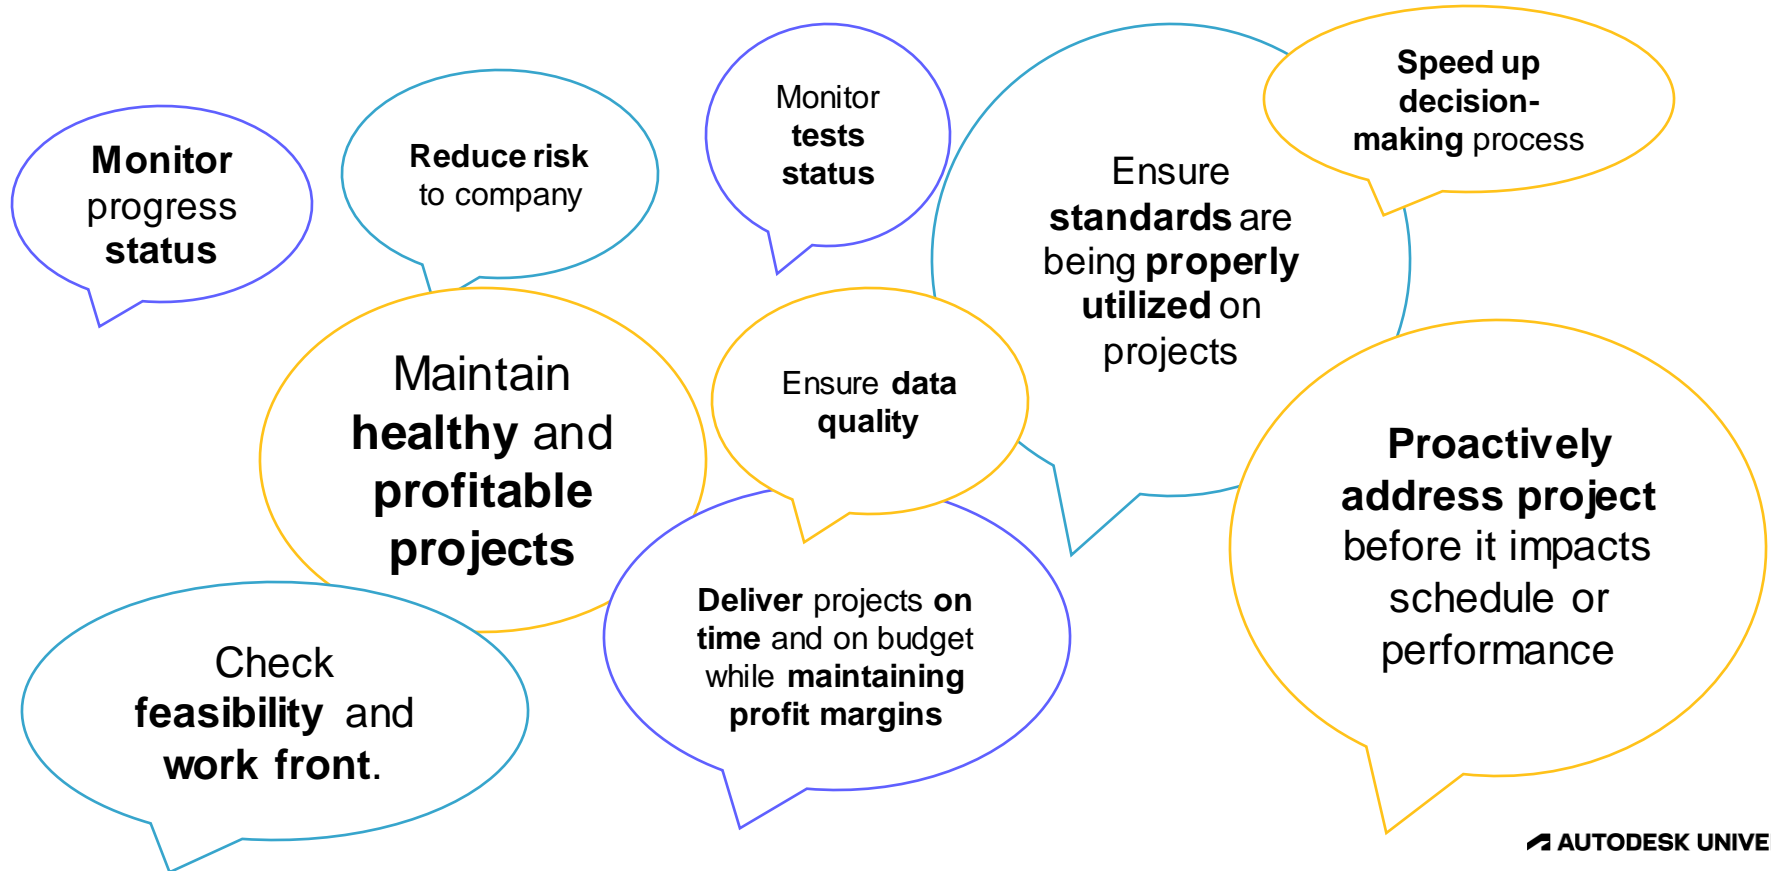 Monitor
progress
status
Reduce risk
to company
Monitor
tests
status
Ensure
standards are
being properly
utilized on
projects
Speed up
decision-
making process
Maintain
healthy and
profitable
projects
Ensure data
quality
Proactively
address project
before it impacts
schedule or
performance
Check
feasibility and
work front.
Deliver projects on
time and on budget
while maintaining
profit margins
AUTODESK UNIVE